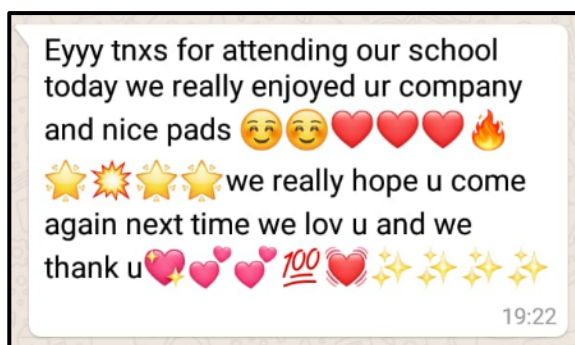 Eyyy tnxs for attending our school
today we really enjoyed ur company
and nice pads ☺️☺️❤️❤️❤️🔥
🌟💥🌟🌟we really hope u come
again next time we lov u and we
thank u💖💕💕💯💓✨✨✨✨
19:22